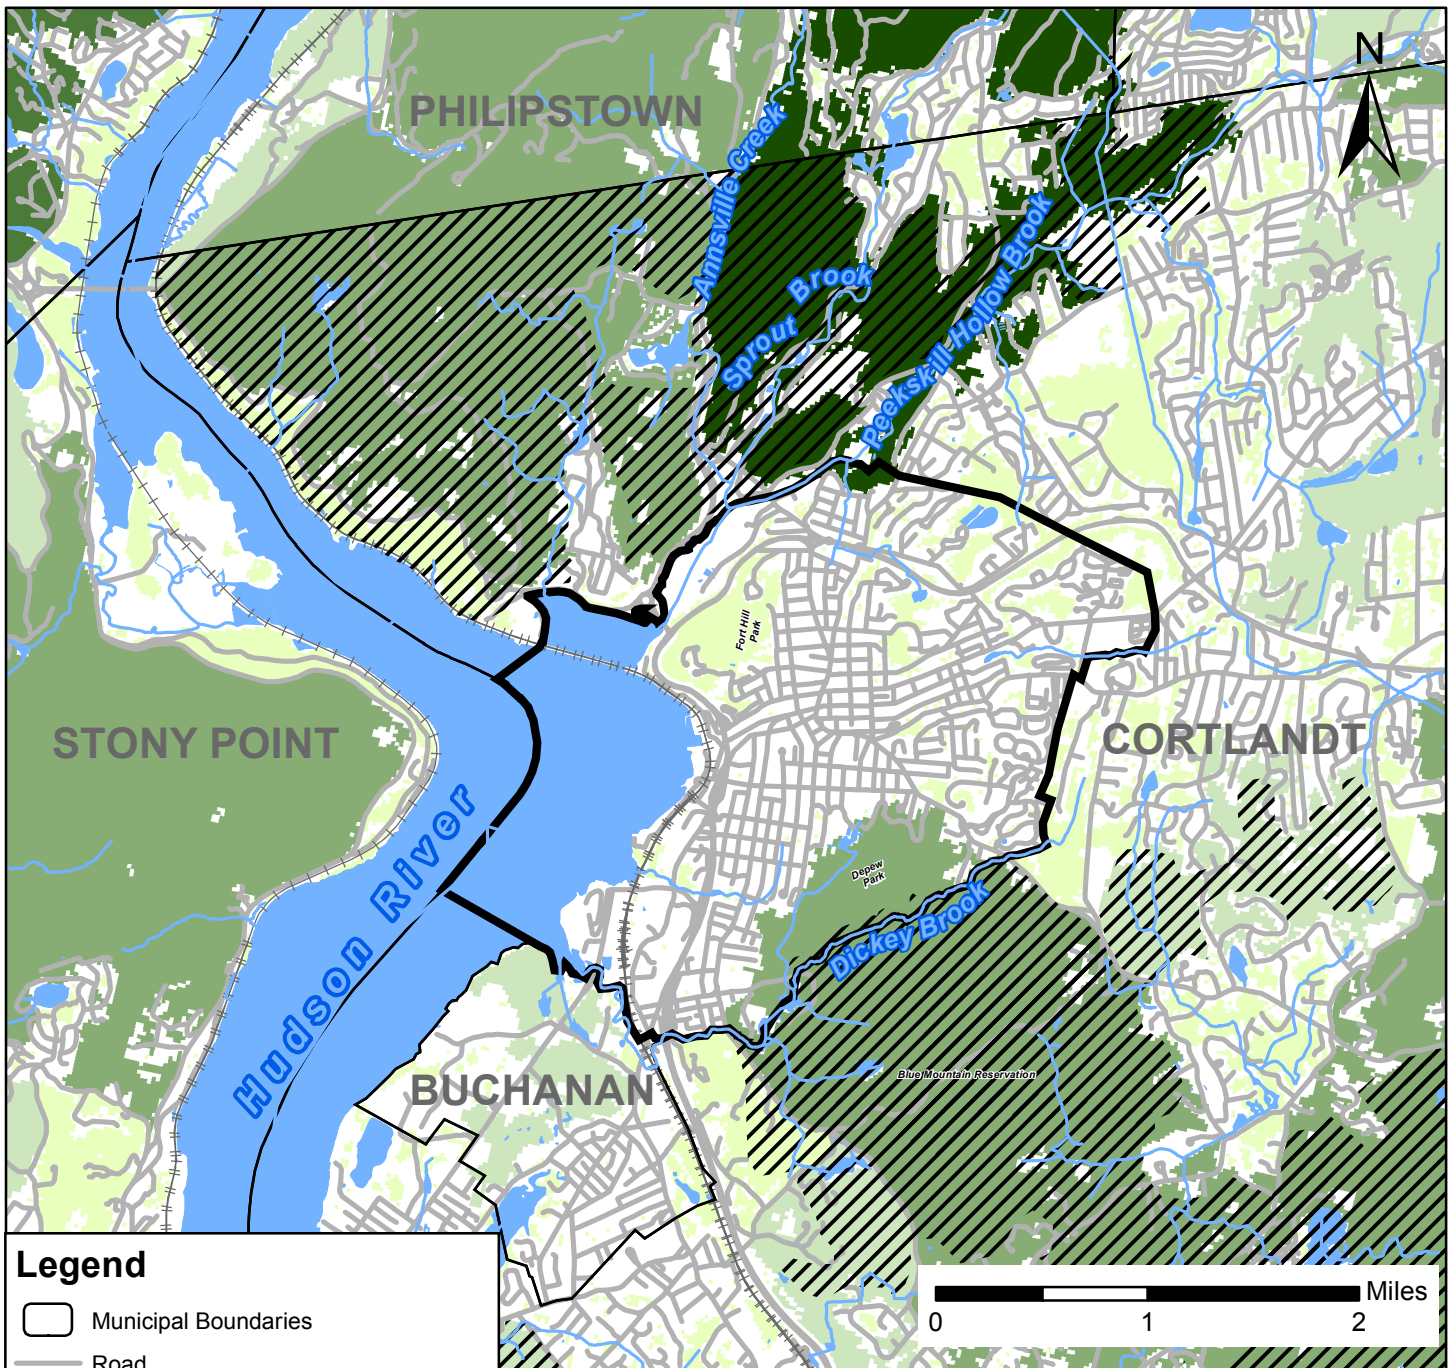 N
PHILIPSTOWN
Annsville Creek
Sprout Brook
Peekskill Hollow Brook
Fort Hill
Park
STONY POINT
CORTLANDT
Hudson River
Depew
Park
Dickey Brook
Blue Mountain Reservation
BUCHANAN
Legend
Municipal Boundaries
Road
Miles
0 1 2